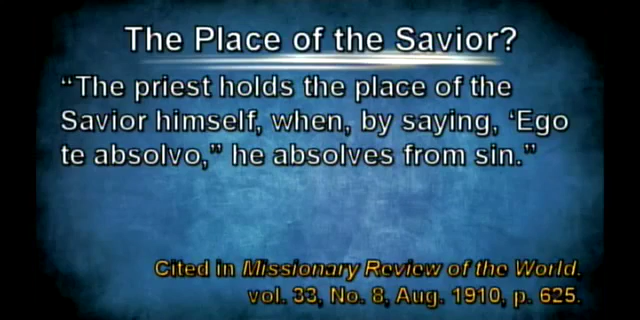 The Place of the Savior?
“The priest holds the place of the
Savior himself, when, by saying, ‘Ego
te absolvo,” he absolves from sin.”
Cited in Missionary Review of the World.
vol. 33, No. 8, Aug. 1910, p. 625.